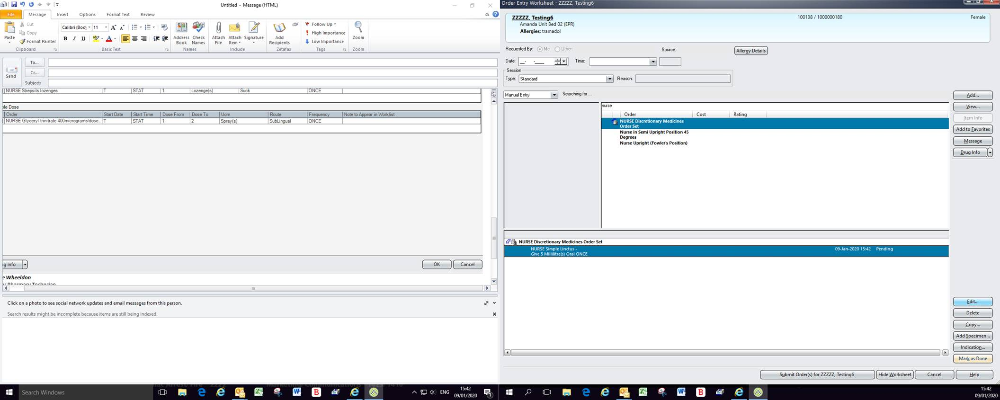 Untitled - Message (HTML)
File Message Insert Options Format Text Review
Cut
Copy
Paste
Format Painter
Clipboard
Calibri (Body 11
Basic Text
Address Book
Check Names
Names
Attach File
Attach Item
Signature
Include
Add Recipients
Zetafax
Follow Up
High Importance
Low Importance
Tags
Zoom
Zoom
Send
To...
Cc...
Subject:
NURSE Strepsils lozenges T STAT 1 Lozenge(s) Suck ONCE
ple Dose
Order Start Date Start Time Dose From Dose To Uom Route Frequency Note to Appear in Worklist
NURSE Glyceryl trinitrate 400micrograms/dose.. T STAT 1 2 Spray(s) SubLingual ONCE
ug Info OK Cancel
e Wheeldon
Click on a photo to see social network updates and email messages from this person.
Search results might be incomplete because items are still being indexed.
Search Windows
ENG
15:42
09/01/2020
1
Order Entry Worksheet - ZZZZZ, Testing6
ZZZZZ, Testing6 100138 / 1000000180 Female
Amanda Unit Bed 02 (EPR)
Allergies: tramadol
Requested By: Me Other: Source: Allergy Details
Date: Time:
Session
Type: Standard Reason:
Manual Entry Searching for ...
nurse
Order Cost Rating
NURSE Discretionary Medicines
Order Set
Nurse in Semi Upright Position 45
Degrees
Nurse Upright (Fowler's Position)
Add...
View...
Item Info
Add to Favorites
Message
Drug Info
NURSE Discretionary Medicines Order Set
NURSE Simple Linctus - 09-Jan-2020 15:42 Pending
Give 5 Millilitre(s) Oral ONCE
Edit...
Delete
Copy...
Add Specimen...
Indication...
Mark as Done
Submit Order(s) for ZZZZZ, Testing6 Hide Worksheet Cancel Help
15:42
09/01/2020